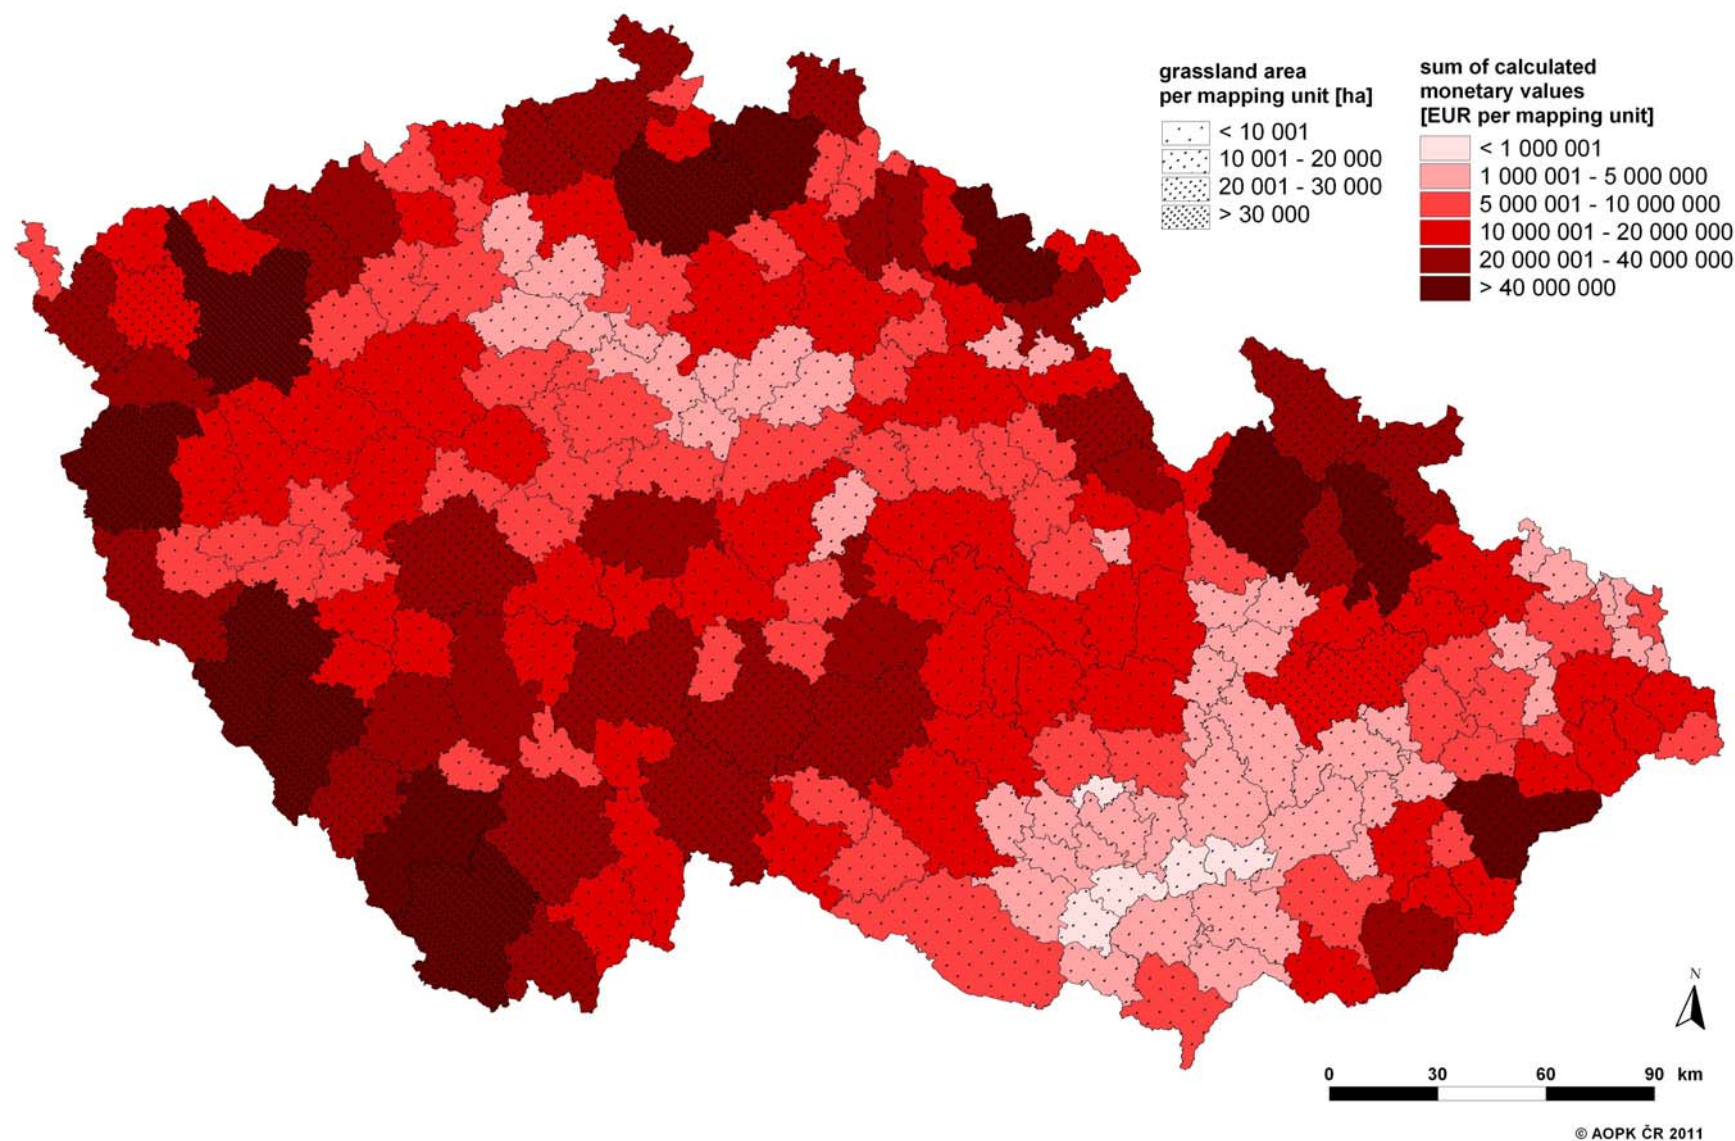 grassland area
per mapping unit [ha]
< 10 001
10 001 - 20 000
20 001 - 30 000
> 30 000
sum of calculated
monetary values
[EUR per mapping unit]
< 1 000 001
1 000 001 - 5 000 000
5 000 001 - 10 000 000
10 000 001 - 20 000 000
20 000 001 - 40 000 000
> 40 000 000
N
0 30 60 90 km
© AOPK ČR 2011